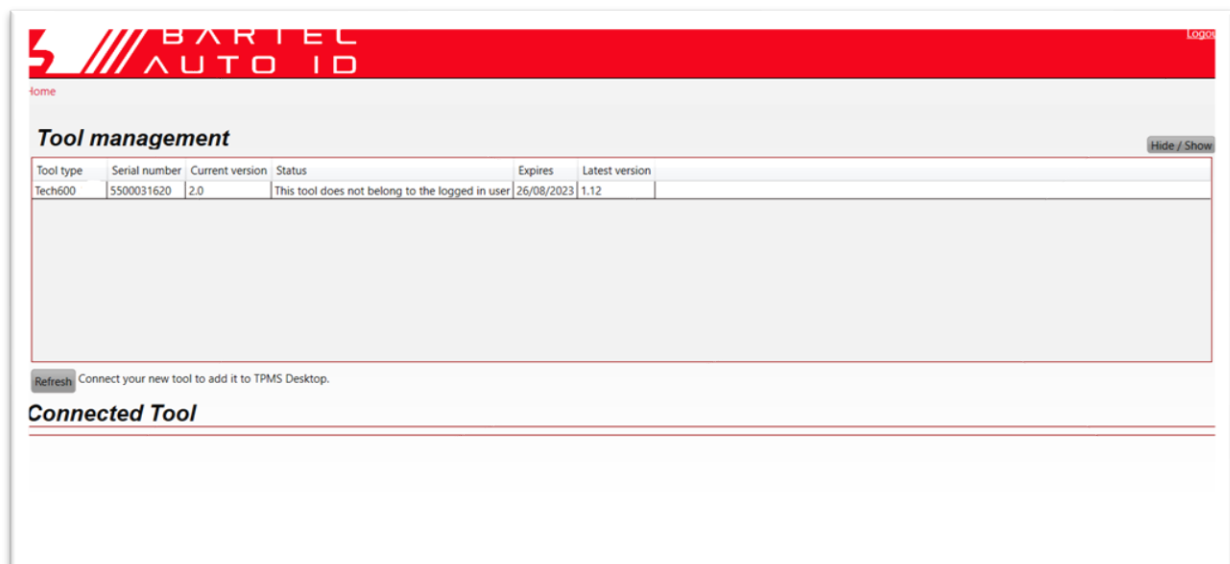 BARTEC
AUTO ID
Logou
Home
Tool management
Hide / Show
Tool type Serial number Current version Status Expires Latest version
Tech600 5500031620 2.0 This tool does not belong to the logged in user 26/08/2023 1.12
Refresh Connect your new tool to add it to TPMS Desktop.
Connected Tool